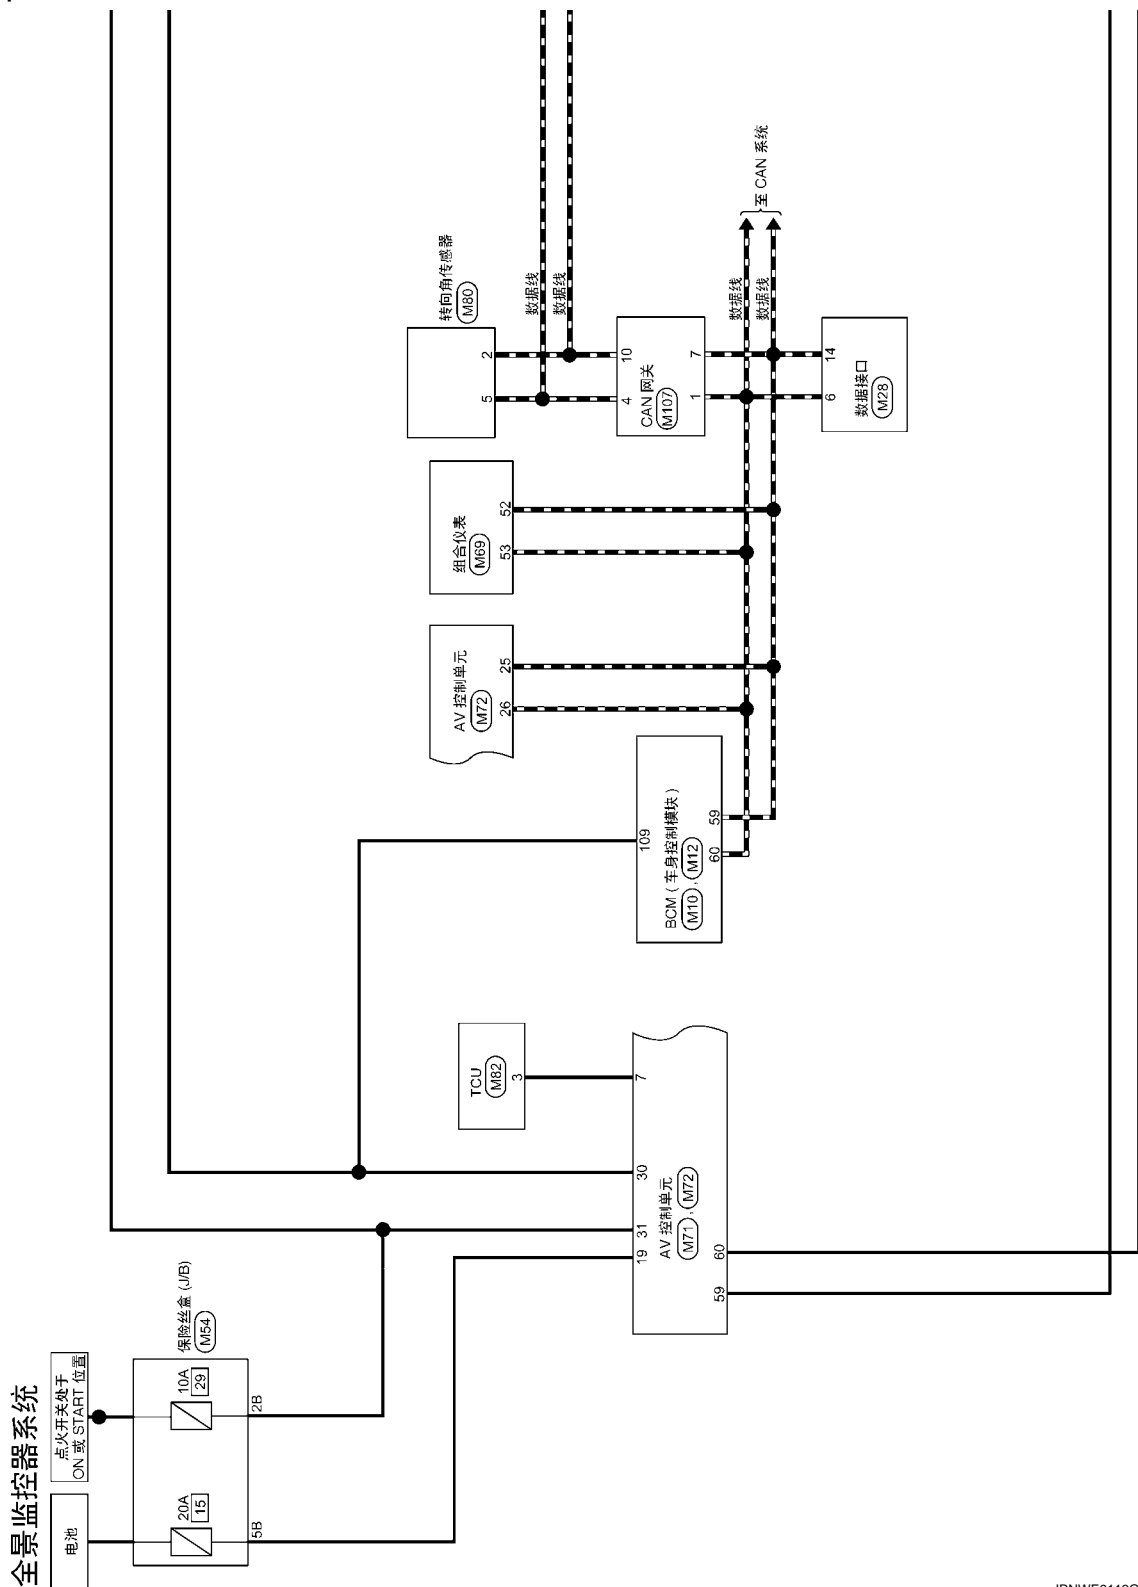 全景监控器系统
电池
点火开关处于
ON 或 START 位置
保险丝盒 (J/B)
M54
20A
15
10A
29
5B
2B
19
31
30
7
AV 控制单元
M71 , M72
59
60
TCU
M82
3
109
BCM ( 车身控制模块 )
M10 , M12
60
59
AV 控制单元
M72
26
25
组合仪表
M69
53
52
转向角传感器
M80
5
2
数据线
数据线
4
10
CAN 网关
M107
1
7
数据线
数据线
至 CAN 系统
6
14
数据接口
M28